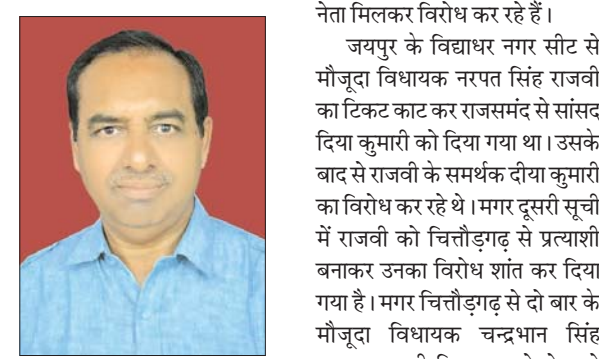 नेता मिलकर विरोध कर रहे हैं।
जयपुर के विद्याधर नगर सीट से
मौजूदा विधायक नरपत सिंह राजवी
का टिकट काट कर राजसमंद से सांसद
दिया कुमारी को दिया गया था। उसके
बाद से राजवी के समर्थक दीया कुमारी
का विरोध कर रहे थे। मगर दूसरी सूची
में राजवी को चित्तौड़गढ़ से प्रत्याशी
बनाकर उनका विरोध शांत कर दिया
गया है। मगर चित्तौड़गढ़ से दो बार के
मौजूदा विधायक चन्द्रभान सिंह